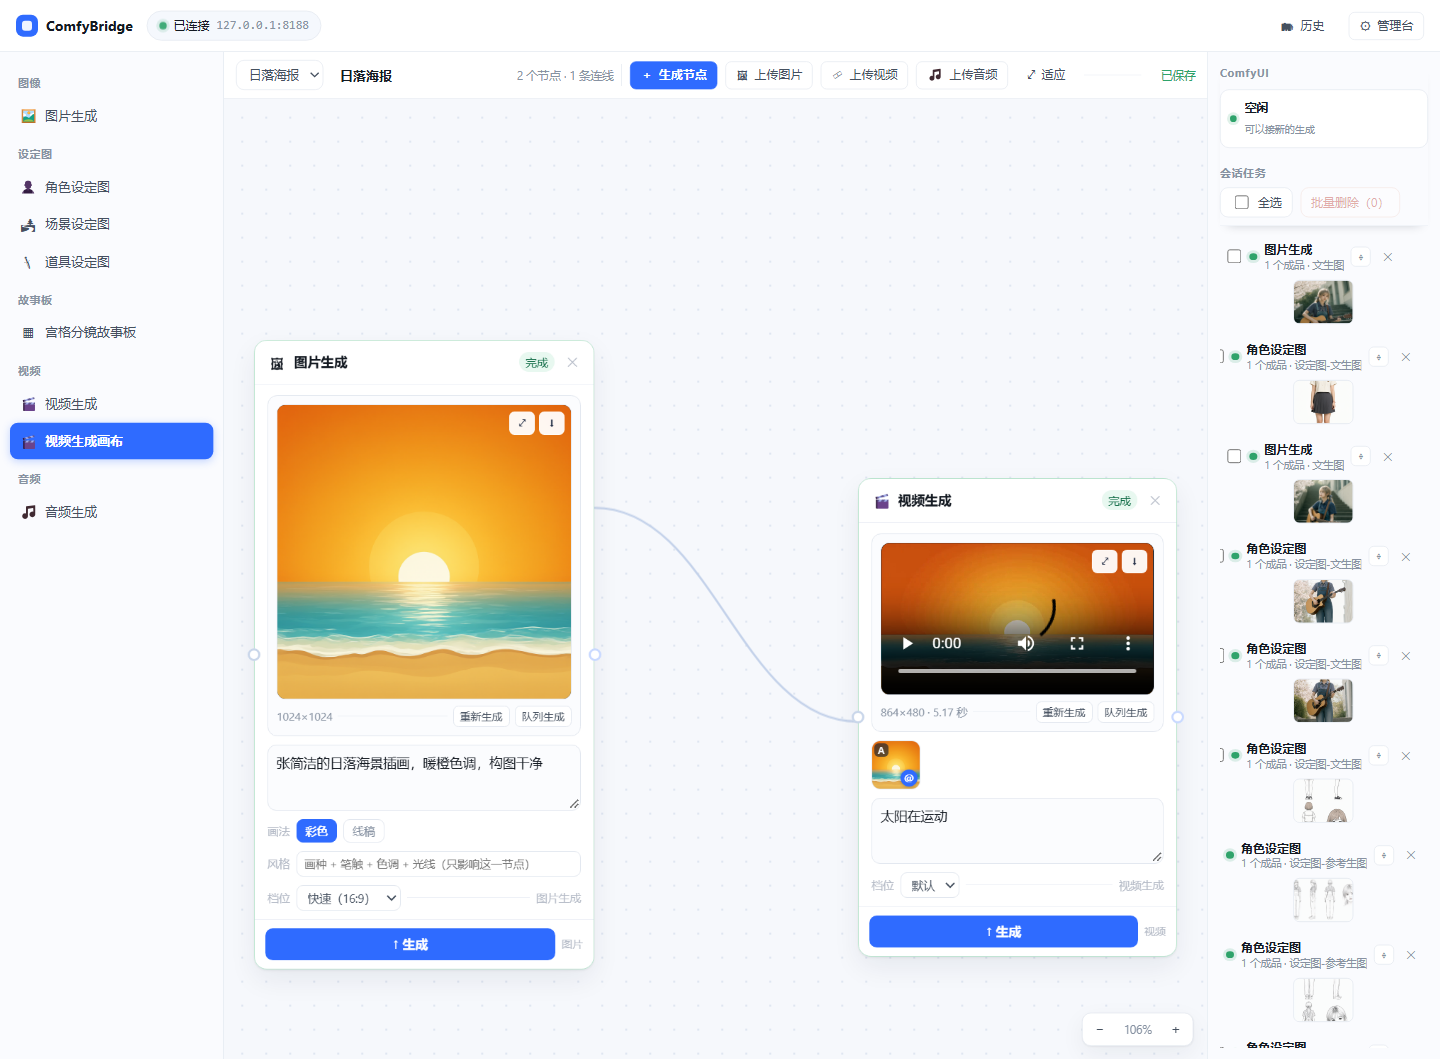 ComfyBridge
已连接 127.0.0.1:8188
历史
管理台
图像
图片生成
设定图
角色设定图
场景设定图
道具设定图
故事板
宫格分镜故事板
视频
视频生成
视频生成画布
音频
音频生成
日落海报
日落海报
2 个节点 · 1 条连线
+ 生成节点
上传图片
上传视频
上传音频
适应
已保存
图片生成
完成
1024×1024
重新生成
队列生成
张简洁的日落海景插画，暖橙色调，构图干净
画法
彩色
线稿
风格
画种 + 笔触 + 色调 + 光线（只影响这一节点）
档位
快速（16:9）
图片生成
↑ 生成
图片
视频生成
完成
0:00
864×480 · 5.17 秒
重新生成
队列生成
A
@
太阳在运动
档位
默认
视频生成
↑ 生成
视频
− 106% +
ComfyUI
空闲
可以接新的生成
会话任务
全选
批量删除（0）
图片生成
1 个成品 · 文生图
角色设定图
1 个成品 · 设定图-文生图
图片生成
1 个成品 · 文生图
角色设定图
1 个成品 · 设定图-文生图
角色设定图
1 个成品 · 设定图-文生图
角色设定图
1 个成品 · 设定图-文生图
角色设定图
1 个成品 · 设定图-参考生图
角色设定图
1 个成品 · 设定图-参考生图
角色设定图